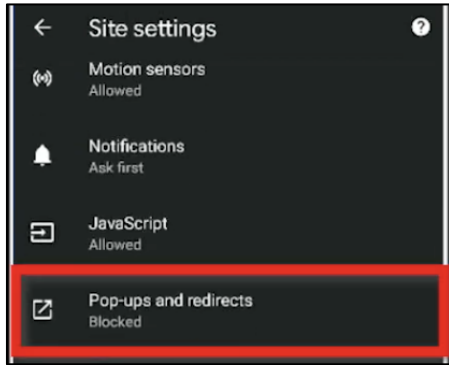 Site settings
Motion sensors
Allowed
Notifications
Ask first
JavaScript
Allowed
Pop-ups and redirects
Blocked